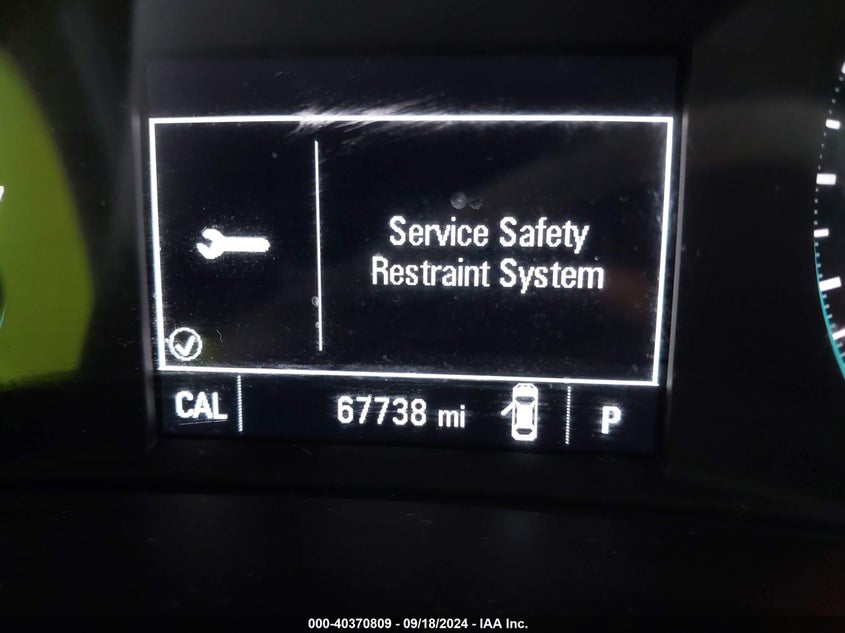 Service Safety
Restraint System
CAL 67738 mi P
000-40370809 - 09/18/2024 - IAA Inc.